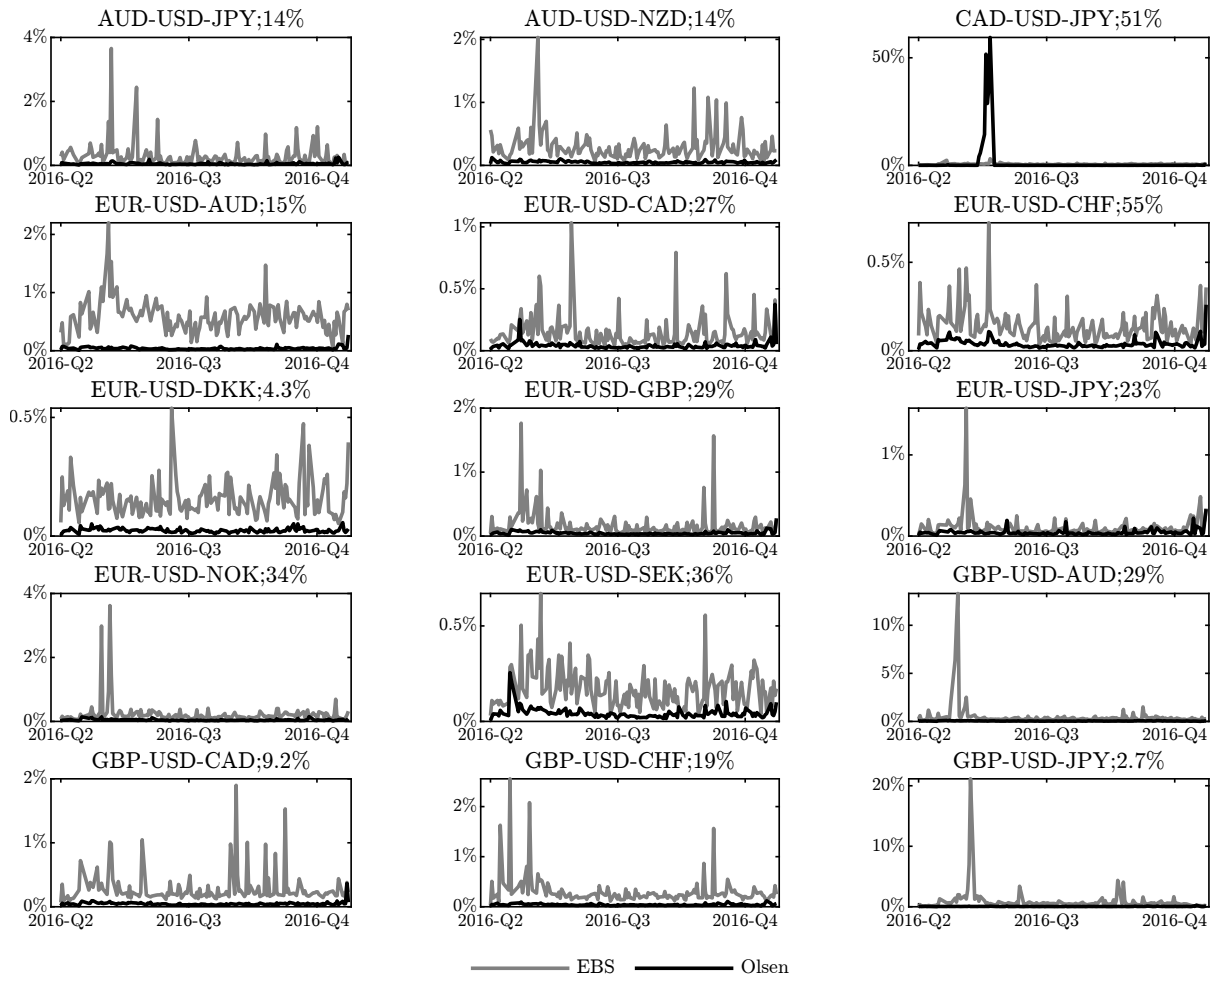 AUD-USD-JPY;14%
AUD-USD-NZD;14%
CAD-USD-JPY;51%
4%
2%
0%
2016-Q2 2016-Q3 2016-Q4
2%
1%
0%
2016-Q2 2016-Q3 2016-Q4
50%
0%
2016-Q2 2016-Q3 2016-Q4
EUR-USD-AUD;15%
EUR-USD-CAD;27%
EUR-USD-CHF;55%
2%
1%
0%
2016-Q2 2016-Q3 2016-Q4
1%
0.5%
0%
2016-Q2 2016-Q3 2016-Q4
0.5%
0%
2016-Q2 2016-Q3 2016-Q4
EUR-USD-DKK;4.3%
EUR-USD-GBP;29%
EUR-USD-JPY;23%
0.5%
0%
2016-Q2 2016-Q3 2016-Q4
2%
1%
0%
2016-Q2 2016-Q3 2016-Q4
1%
0%
2016-Q2 2016-Q3 2016-Q4
EUR-USD-NOK;34%
EUR-USD-SEK;36%
GBP-USD-AUD;29%
4%
2%
0%
2016-Q2 2016-Q3 2016-Q4
0.5%
0%
2016-Q2 2016-Q3 2016-Q4
10%
5%
0%
2016-Q2 2016-Q3 2016-Q4
GBP-USD-CAD;9.2%
GBP-USD-CHF;19%
GBP-USD-JPY;2.7%
2%
1%
0%
2016-Q2 2016-Q3 2016-Q4
2%
1%
0%
2016-Q2 2016-Q3 2016-Q4
20%
10%
0%
2016-Q2 2016-Q3 2016-Q4
EBS Olsen